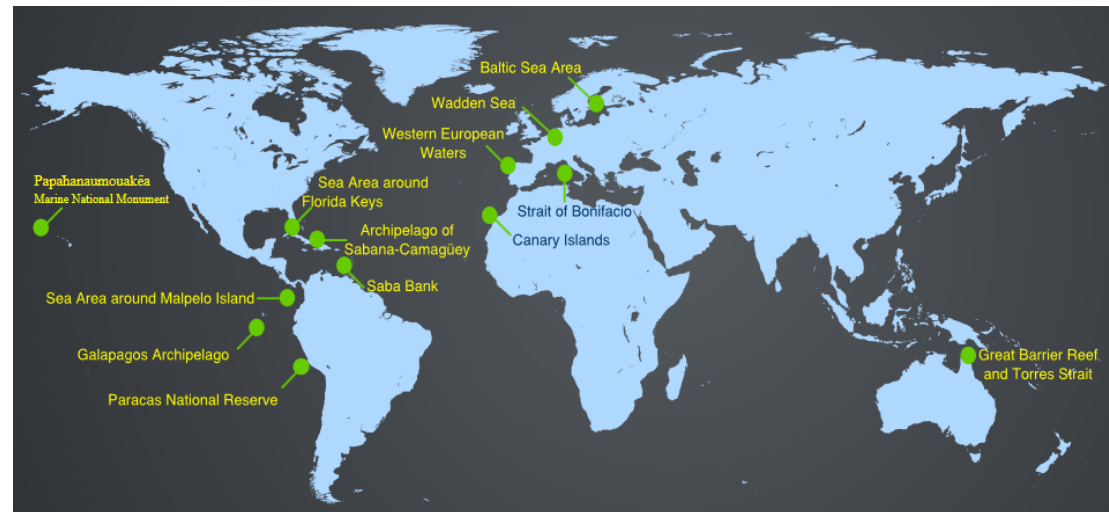 Baltic Sea Area
Wadden Sea
Western European
Waters
Papahanaumouakēa
Marine National Monument
Sea Area around
Florida Keys
Strait of Bonifacio
Canary Islands
Archipelago of
Sabana-Camagüey
Saba Bank
Sea Area around Malpelo Island
Galapagos Archipelago
Great Barrier Reef
and Torres Strait
Paracas National Reserve